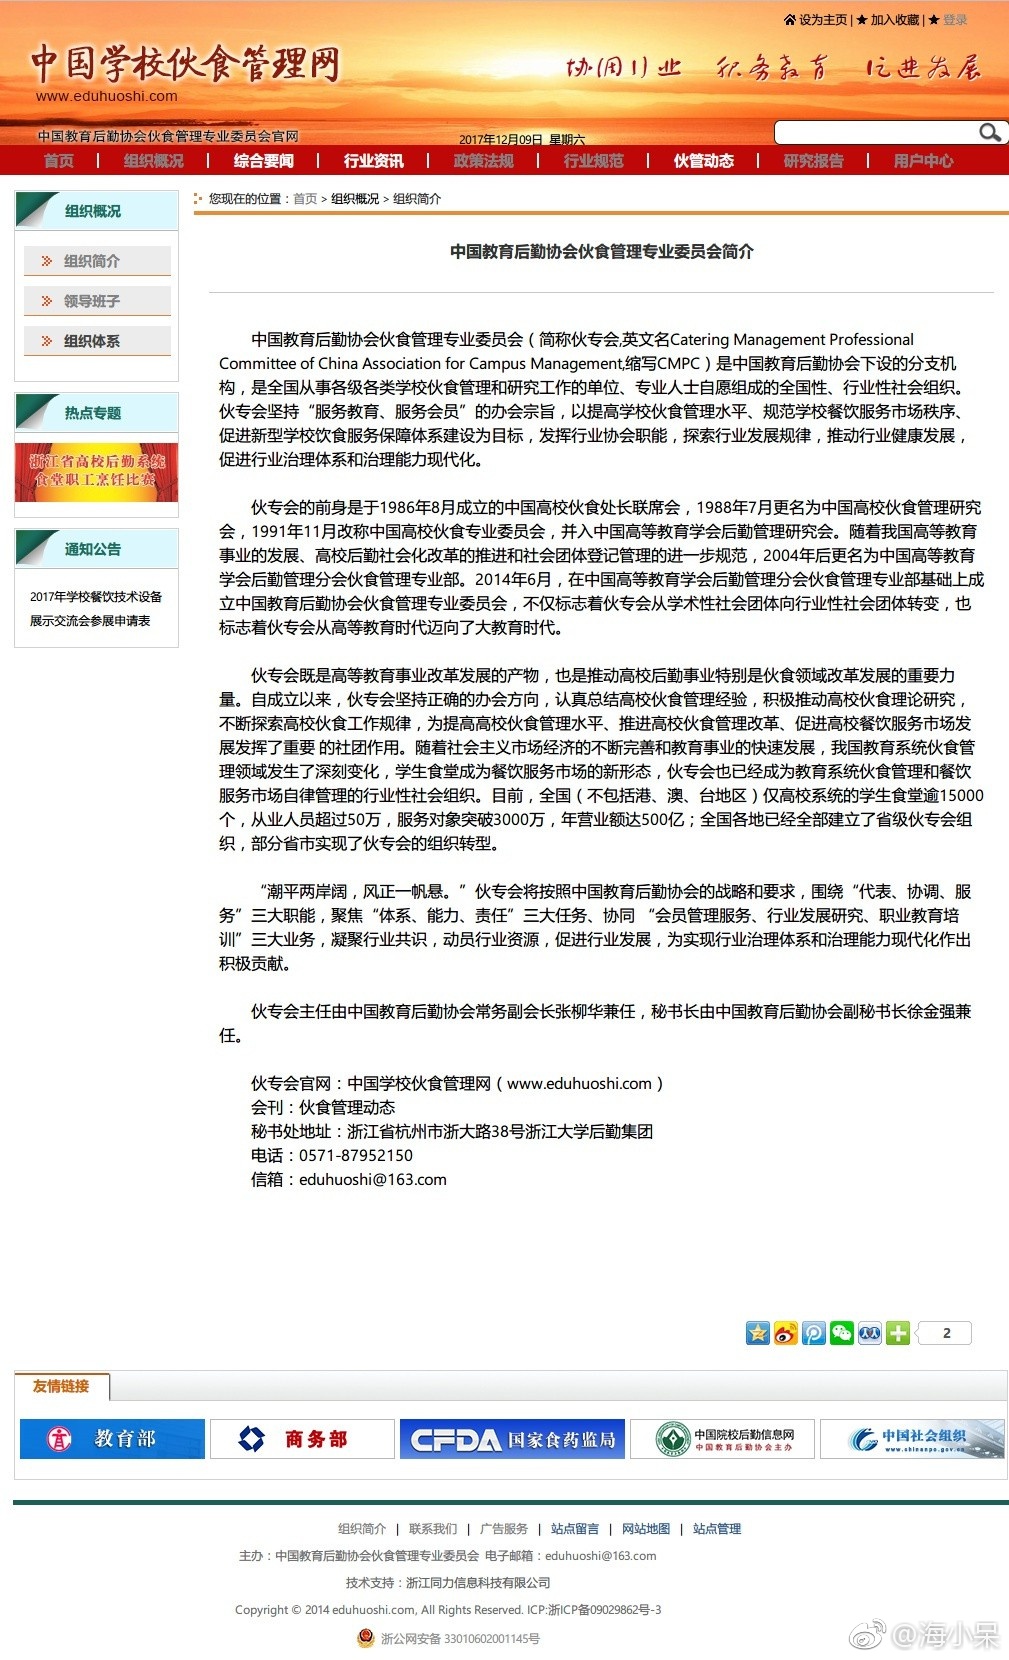 设为主页 | ★ 加入收藏 | ★ 登录
中国学校伙食管理网
www.eduhuoshi.com
协调行业 服务教育 促进发展
中国教育后勤协会伙食管理专业委员会官网
2017年12月09日 星期六
首页 | 组织概况 | 综合要闻 | 行业资讯 | 政策法规 | 行业规范 | 伙管动态 | 研究报告 | 用户中心
组织概况
组织简介
领导班子
组织体系
热点专题
浙江省高校后勤系统
食堂职工烹饪比赛
通知公告
2017年学校餐饮技术设备
展示交流会参展申请表
您现在的位置：首页 > 组织概况 > 组织简介
中国教育后勤协会伙食管理专业委员会简介
中国教育后勤协会伙食管理专业委员会（简称伙专会,英文名Catering Management Professional
Committee of China Association for Campus Management,缩写CMPC）是中国教育后勤协会下设的分支机
构，是全国从事各级各类学校伙食管理和研究工作的单位、专业人士自愿组成的全国性、行业性社会组织。
伙专会坚持“服务教育、服务会员”的办会宗旨，以提高学校伙食管理水平、规范学校餐饮服务市场秩序、
促进新型学校饮食服务保障体系建设为目标，发挥行业协会职能，探索行业发展规律，推动行业健康发展，
促进行业治理体系和治理能力现代化。
伙专会的前身是于1986年8月成立的中国高校伙食处长联席会，1988年7月更名为中国高校伙食管理研究
会，1991年11月改称中国高校伙食专业委员会，并入中国高等教育学会后勤管理研究会。随着我国高等教育
事业的发展、高校后勤社会化改革的推进和社会团体登记管理的进一步规范，2004年后更名为中国高等教育
学会后勤管理分会伙食管理专业部。2014年6月，在中国高等教育学会后勤管理分会伙食管理专业部基础上成
立中国教育后勤协会伙食管理专业委员会，不仅标志着伙专会从学术性社会团体向行业性社会团体转变，也
标志着伙专会从高等教育时代迈向了大教育时代。
伙专会既是高等教育事业改革发展的产物，也是推动高校后勤事业特别是伙食领域改革发展的重要力
量。自成立以来，伙专会坚持正确的办会方向，认真总结高校伙食管理经验，积极推动高校伙食理论研究，
不断探索高校伙食工作规律，为提高高校伙食管理水平、推进高校伙食管理改革、促进高校餐饮服务市场发
展发挥了重要 的社团作用。随着社会主义市场经济的不断完善和教育事业的快速发展，我国教育系统伙食管
理领域发生了深刻变化，学生食堂成为餐饮服务市场的新形态，伙专会也已经成为教育系统伙食管理和餐饮
服务市场自律管理的行业性社会组织。目前，全国（不包括港、澳、台地区）仅高校系统的学生食堂逾15000
个，从业人员超过50万，服务对象突破3000万，年营业额达500亿；全国各地已经全部建立了省级伙专会组
织，部分省市实现了伙专会的组织转型。
“潮平两岸阔，风正一帆悬。”伙专会将按照中国教育后勤协会的战略和要求，围绕“代表、协调、服
务”三大职能，聚焦“体系、能力、责任”三大任务、协同 “会员管理服务、行业发展研究、职业教育培
训”三大业务，凝聚行业共识，动员行业资源，促进行业发展，为实现行业治理体系和治理能力现代化作出
积极贡献。
伙专会主任由中国教育后勤协会常务副会长张柳华兼任，秘书长由中国教育后勤协会副秘书长徐金强兼
任。
伙专会官网：中国学校伙食管理网（www.eduhuoshi.com）
会刊：伙食管理动态
秘书处地址：浙江省杭州市浙大路38号浙江大学后勤集团
电话：0571-87952150
信箱：eduhuoshi@163.com
2
友情链接
教育部
商务部
CFDA 国家食药监局
中国院校后勤信息网
中国教育后勤协会主办
中国社会组织
www.chinanpo.gov.cn
组织简介 | 联系我们 | 广告服务 | 站点留言 | 网站地图 | 站点管理
主办：中国教育后勤协会伙食管理专业委员会 电子邮箱：eduhuoshi@163.com
技术支持：浙江同力信息科技有限公司
Copyright © 2014 eduhuoshi.com, All Rights Reserved. ICP:浙ICP备09029862号-3
浙公网安备 33010602001145号
@海小呆